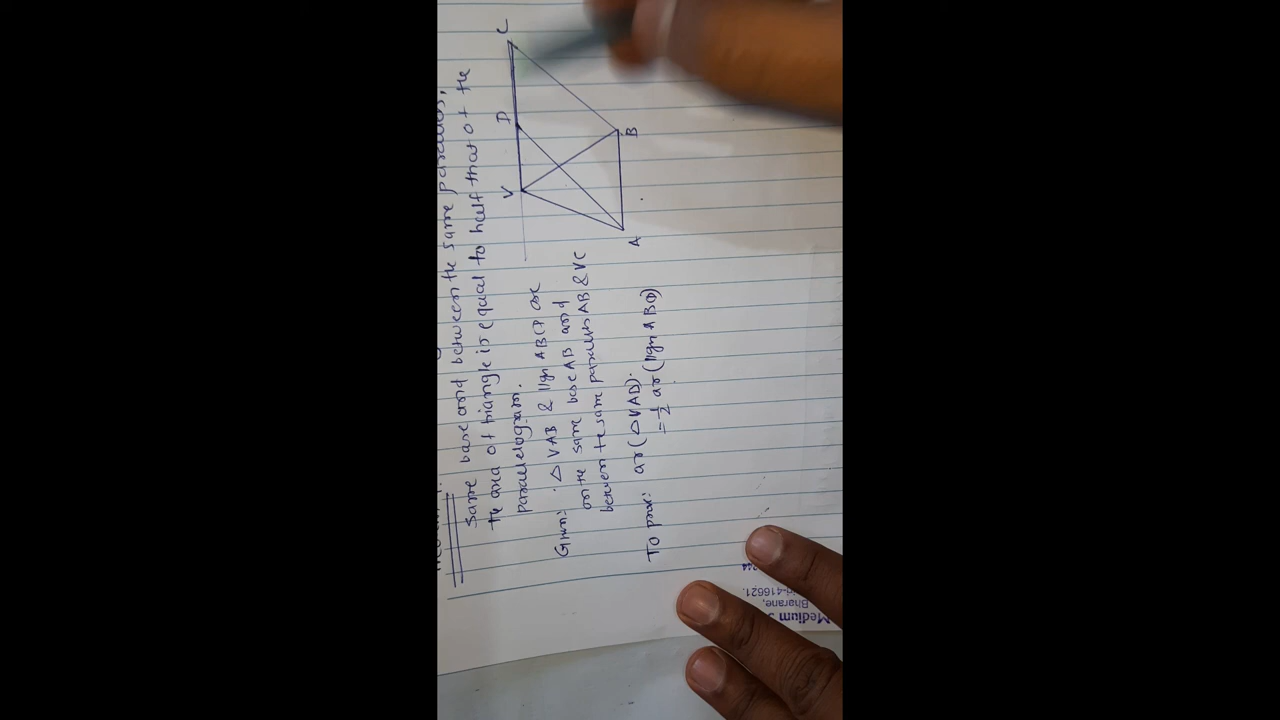 same base and between the same parallels,
the area of triangle is equal to half that of the
parallelogram.
Given: △ VAB & llgm ABCD are
on the same base AB and
between the same parallels AB & VC
To prove: ar(△VAB)
= 1/2 ar(llgm ABCD)
V D C
A B
Medium S
Bharane,
-416621.